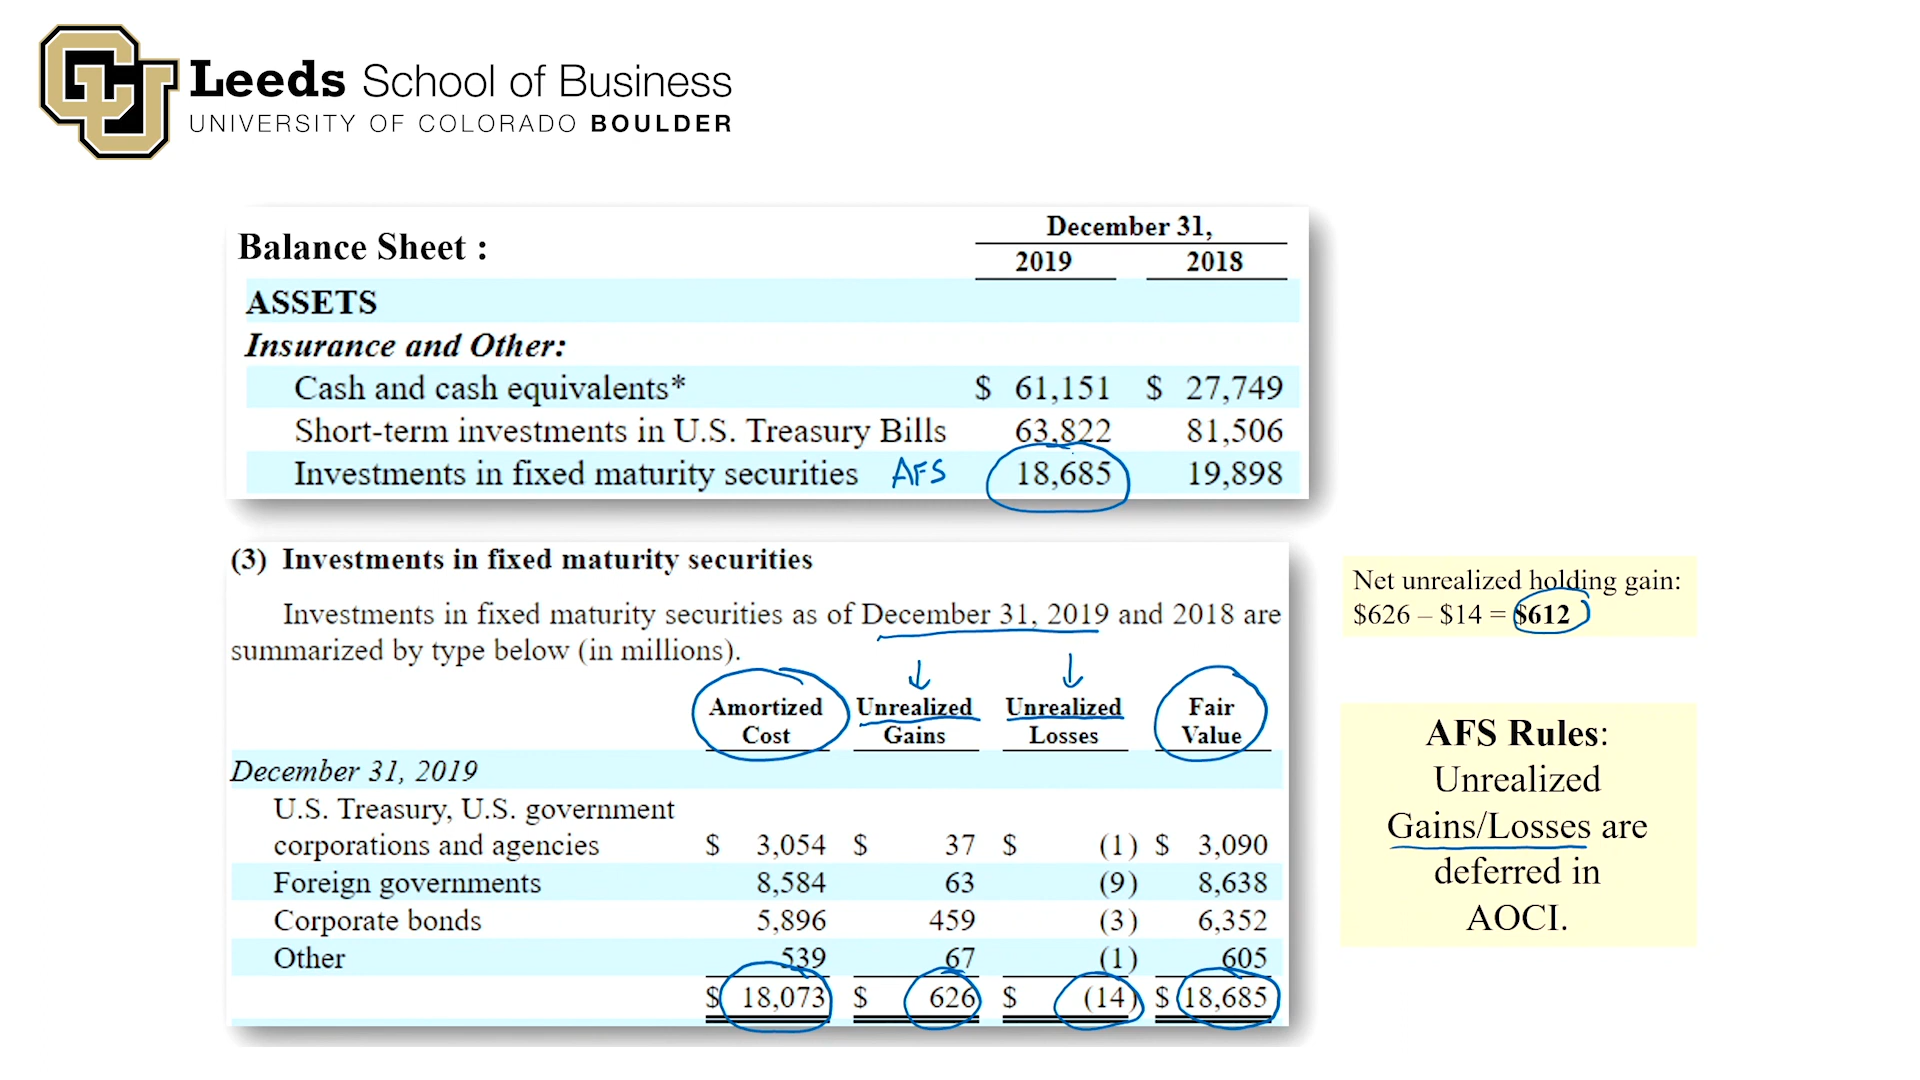 CU
Leeds School of Business
UNIVERSITY OF COLORADO BOULDER
Balance Sheet :
December 31,
2019 2018
ASSETS
Insurance and Other:
Cash and cash equivalents* $ 61,151 $ 27,749
Short-term investments in U.S. Treasury Bills 63,822 81,506
Investments in fixed maturity securities AFS 18,685 19,898
(3) Investments in fixed maturity securities
Investments in fixed maturity securities as of December 31, 2019 and 2018 are
summarized by type below (in millions).
Amortized Unrealized Unrealized Fair
Cost Gains Losses Value
December 31, 2019
U.S. Treasury, U.S. government
corporations and agencies $ 3,054 $ 37 $ (1) $ 3,090
Foreign governments 8,584 63 (9) 8,638
Corporate bonds 5,896 459 (3) 6,352
Other 539 67 (1) 605
$ 18,073 $ 626 $ (14) $ 18,685
Net unrealized holding gain:
$626 – $14 = $612
AFS Rules:
Unrealized
Gains/Losses are
deferred in
AOCI.